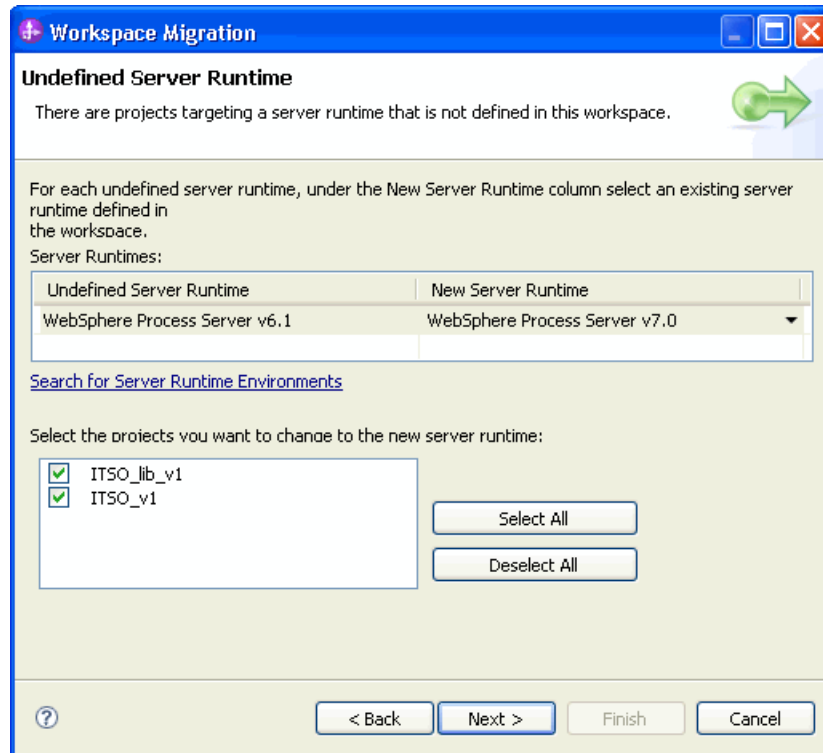 Workspace Migration
Undefined Server Runtime
There are projects targeting a server runtime that is not defined in this workspace.
For each undefined server runtime, under the New Server Runtime column select an existing server
runtime defined in
the workspace.
Server Runtimes:
Undefined Server Runtime New Server Runtime
WebSphere Process Server v6.1 WebSphere Process Server v7.0
Search for Server Runtime Environments
Select the projects you want to change to the new server runtime:
ITSO_lib_v1
ITSO_v1
Select All
Deselect All
? < Back Next > Finish Cancel